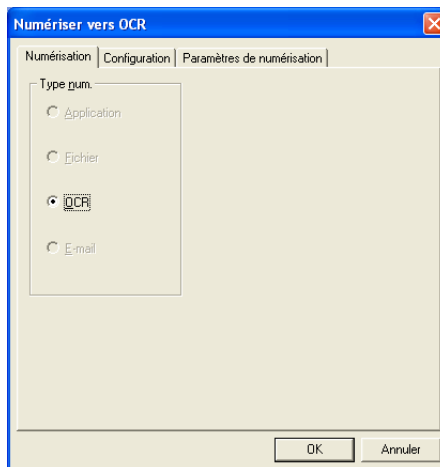 Numériser vers OCR
Numérisation Configuration Paramètres de numérisation
Type num.
Application
Fichier
OCR
E-mail
OK Annuler